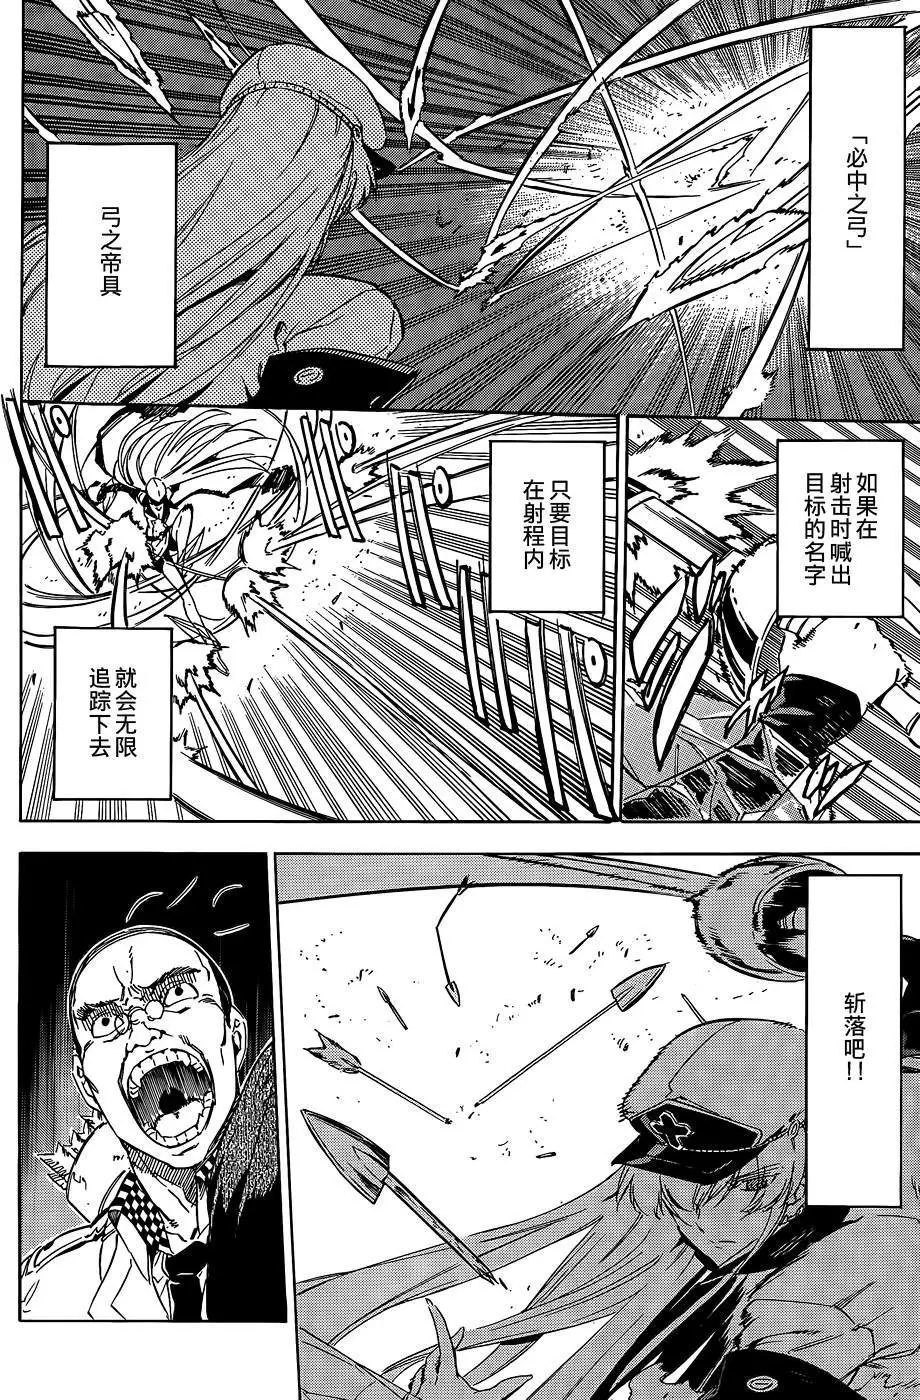 「必中之弓」
弓之帝具
如果在
射击时喊出
目标的名字
只要目标
在射程内
就会无限
追踪下去
斩落吧!!